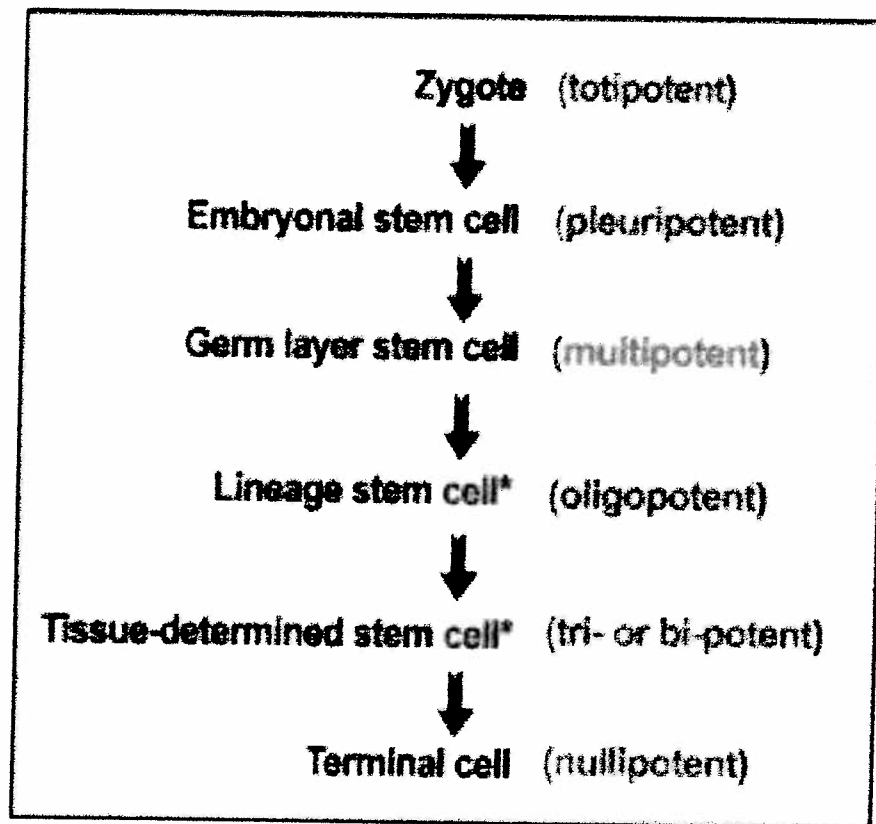 Zygote (totipotent)
Embryonal stem cell (pleuripotent)
Germ layer stem cell (multipotent)
Lineage stem cell* (oligopotent)
Tissue-determined stem cell* (tri- or bi-potent)
Terminal cell (nullipotent)